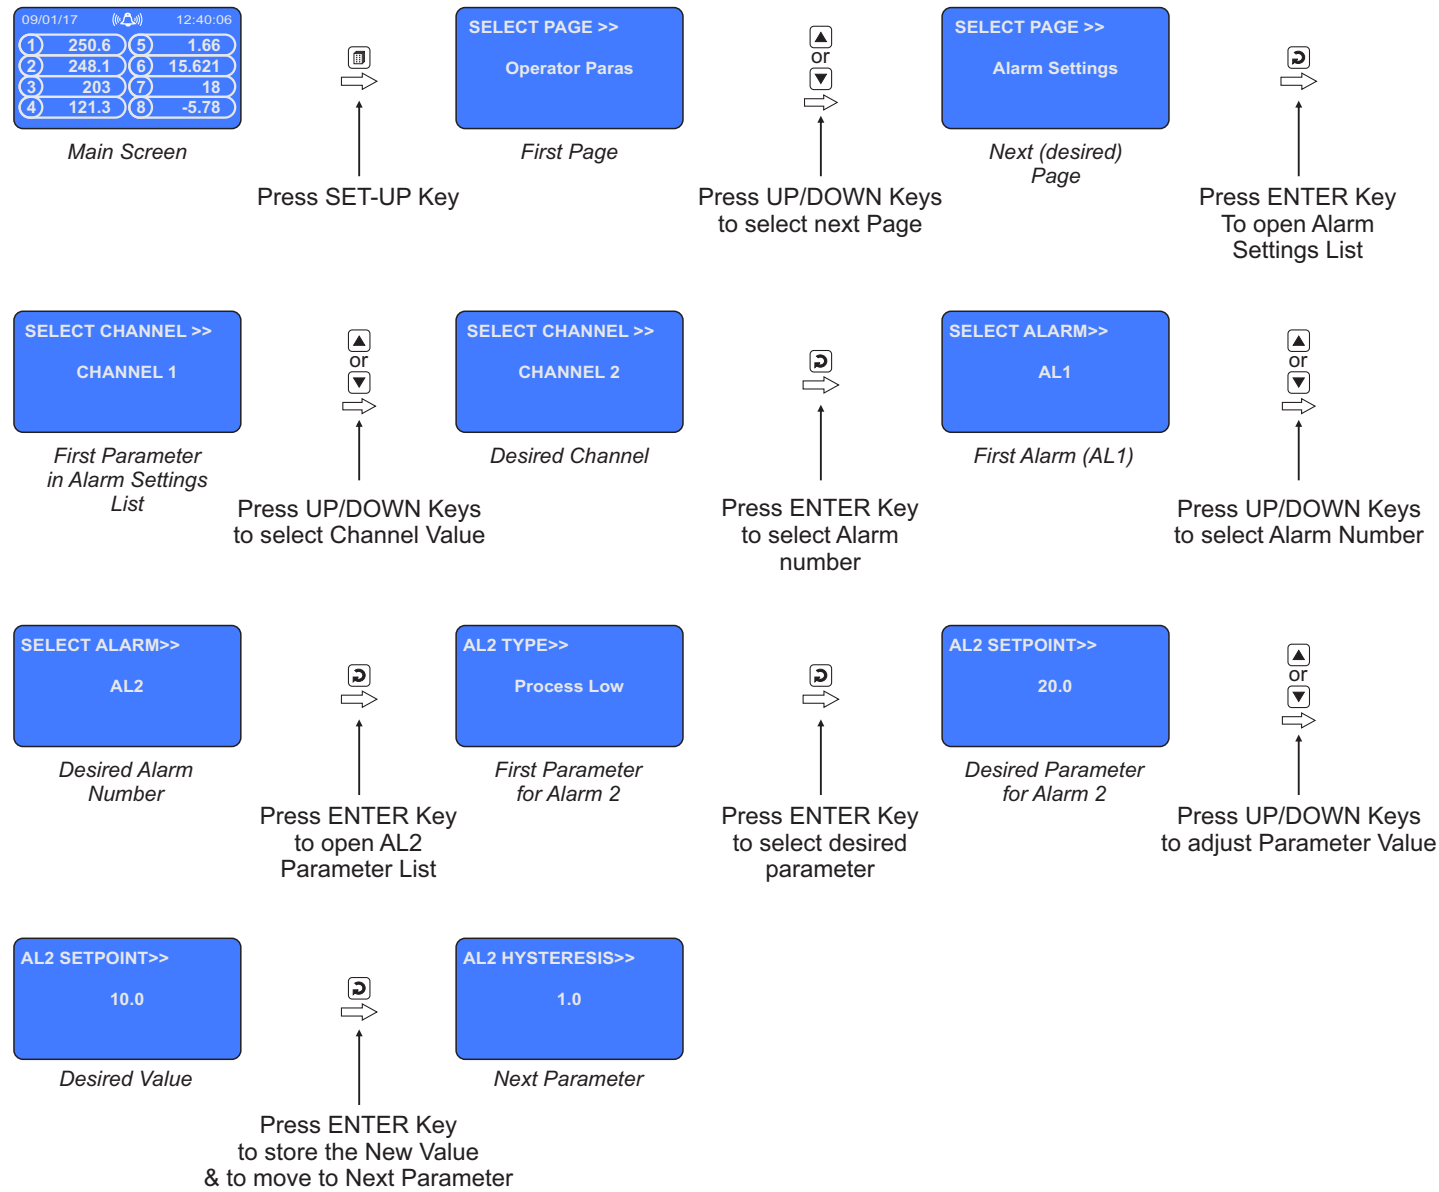 09/01/17 12:40:06
1 250.6 5 1.66
2 248.1 6 15.621
3 203 7 18
4 121.3 8 -5.78
Main Screen
Press SET-UP Key
SELECT PAGE >>
Operator Paras
First Page
or
Press UP/DOWN Keys
to select next Page
SELECT PAGE >>
Alarm Settings
Next (desired)
Page
Press ENTER Key
To open Alarm
Settings List
SELECT CHANNEL >>
CHANNEL 1
First Parameter
in Alarm Settings
List
or
Press UP/DOWN Keys
to select Channel Value
SELECT CHANNEL >>
CHANNEL 2
Desired Channel
Press ENTER Key
to select Alarm
number
SELECT ALARM>>
AL1
First Alarm (AL1)
or
Press UP/DOWN Keys
to select Alarm Number
SELECT ALARM>>
AL2
Desired Alarm
Number
Press ENTER Key
to open AL2
Parameter List
AL2 TYPE>>
Process Low
First Parameter
for Alarm 2
Press ENTER Key
to select desired
parameter
AL2 SETPOINT>>
20.0
Desired Parameter
for Alarm 2
or
Press UP/DOWN Keys
to adjust Parameter Value
AL2 SETPOINT>>
10.0
Desired Value
Press ENTER Key
to store the New Value
& to move to Next Parameter
AL2 HYSTERESIS>>
1.0
Next Parameter